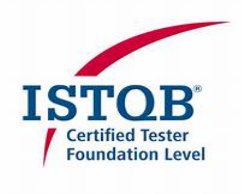 ISTQB®
Certified Tester
Foundation Level